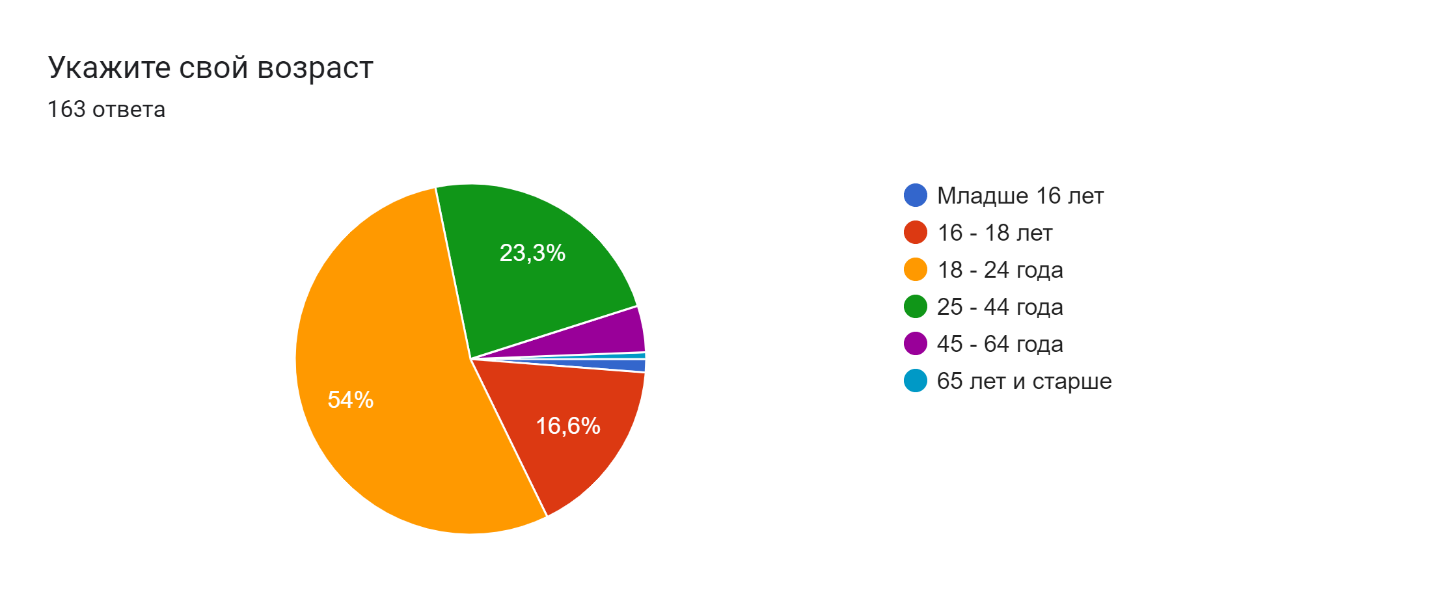 Укажите свой возраст
163 ответа
23,3%
54%
16,6%
Младше 16 лет
16 - 18 лет
18 - 24 года
25 - 44 года
45 - 64 года
65 лет и старше